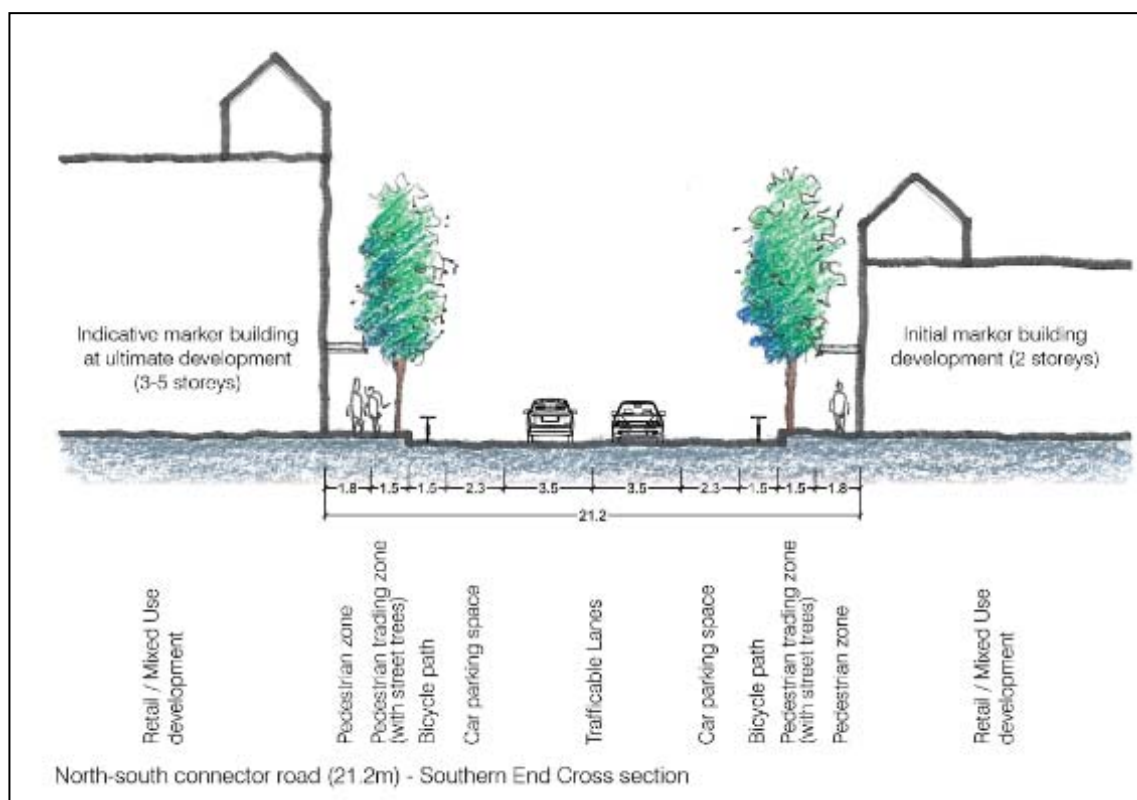 Indicative marker building
at ultimate development
(3-5 storeys)
Initial marker building
development (2 storeys)
1.8 1.5 1.5 2.3 3.5 3.5 2.3 1.5 1.5 1.8
21.2
Retail / Mixed Use
development
Pedestrian zone
Pedestrian trading zone
(with street trees)
Bicycle path
Car parking space
Trafficable Lanes
Car parking space
Bicycle path
Pedestrian trading zone
(with street trees)
Pedestrian zone
Retail / Mixed Use
development
North-south connector road (21.2m) - Southern End Cross section